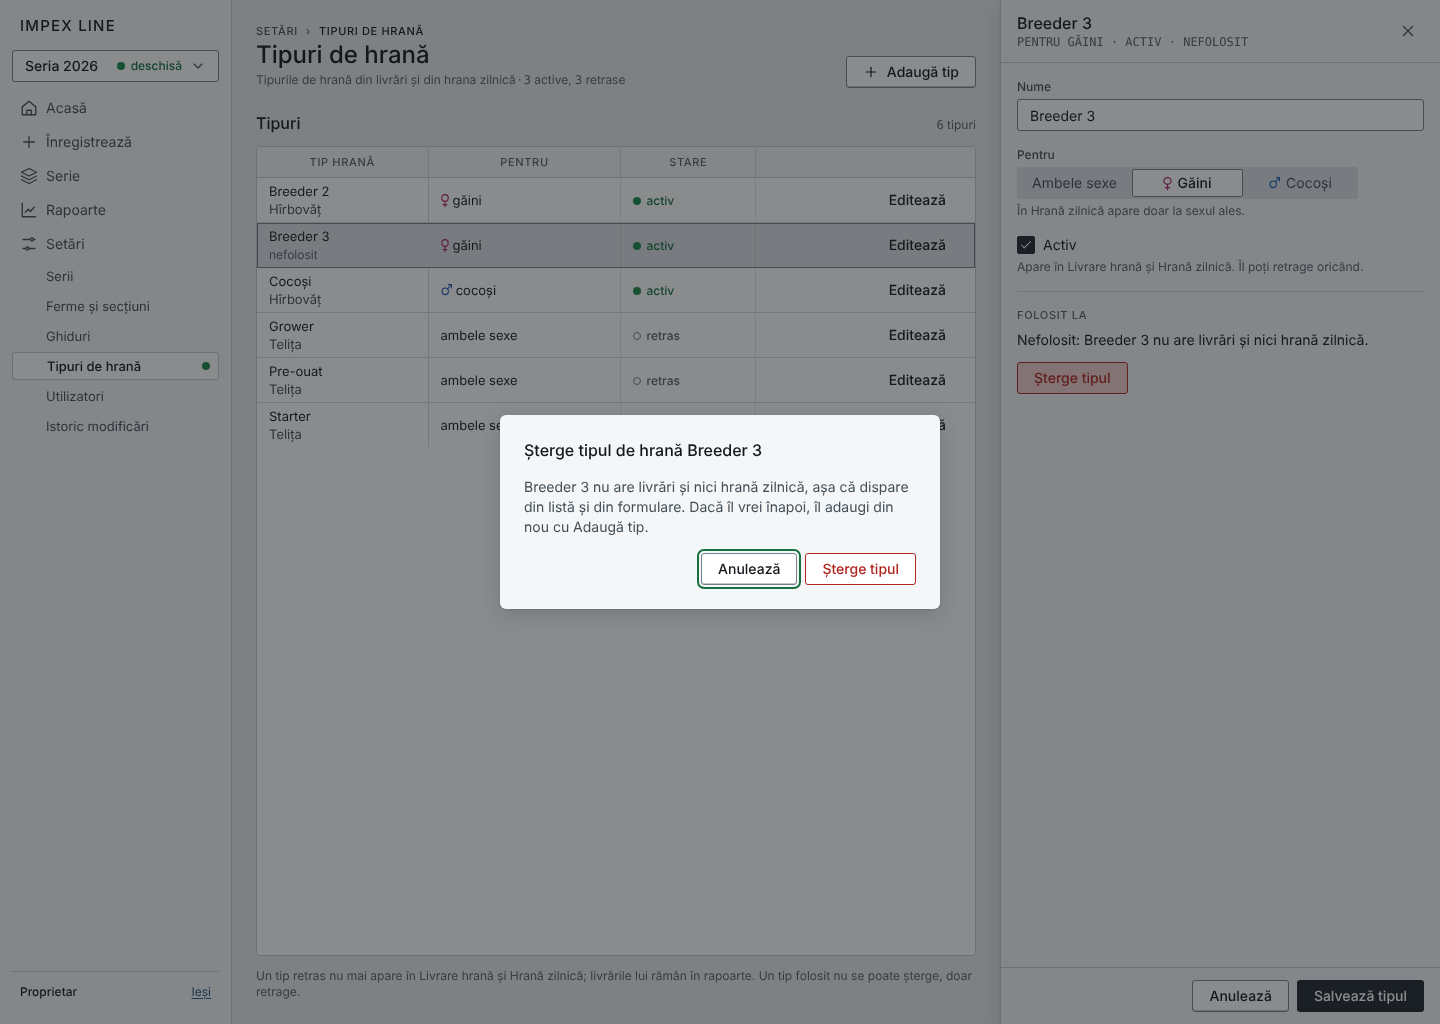 IMPEX LINE
Seria 2026 deschisă
Acasă
Înregistrează
Serie
Rapoarte
Setări
Serii
Ferme și secțiuni
Ghiduri
Tipuri de hrană
Utilizatori
Istoric modificări
Proprietar Ieși
SETĂRI › TIPURI DE HRANĂ
Tipuri de hrană
Tipurile de hrană din livrări și din hrana zilnică · 3 active, 3 retrase
Adaugă tip
Tipuri 6 tipuri
TIP HRANĂ PENTRU STARE
Breeder 2
Hîrbovăț
♀ găini activ Editează
Breeder 3
nefolosit
♀ găini activ Editează
Cocoși
Hîrbovăț
♂ cocoși activ Editează
Grower
Telița
ambele sexe retras Editează
Pre-ouat
Telița
ambele sexe retras Editează
Starter
Telița
ambele se ă
Un tip retras nu mai apare în Livrare hrană și Hrană zilnică; livrările lui rămân în rapoarte. Un tip folosit nu se poate șterge, doar
retrage.
Șterge tipul de hrană Breeder 3
Breeder 3 nu are livrări și nici hrană zilnică, așa că dispare
din listă și din formulare. Dacă îl vrei înapoi, îl adaugi din
nou cu Adaugă tip.
Anulează Șterge tipul
Breeder 3
PENTRU GĂINI · ACTIV · NEFOLOSIT
Nume
Breeder 3
Pentru
Ambele sexe ♀ Găini ♂ Cocoși
În Hrană zilnică apare doar la sexul ales.
Activ
Apare în Livrare hrană și Hrană zilnică. Îl poți retrage oricând.
FOLOSIT LA
Nefolosit: Breeder 3 nu are livrări și nici hrană zilnică.
Șterge tipul
Anulează Salvează tipul